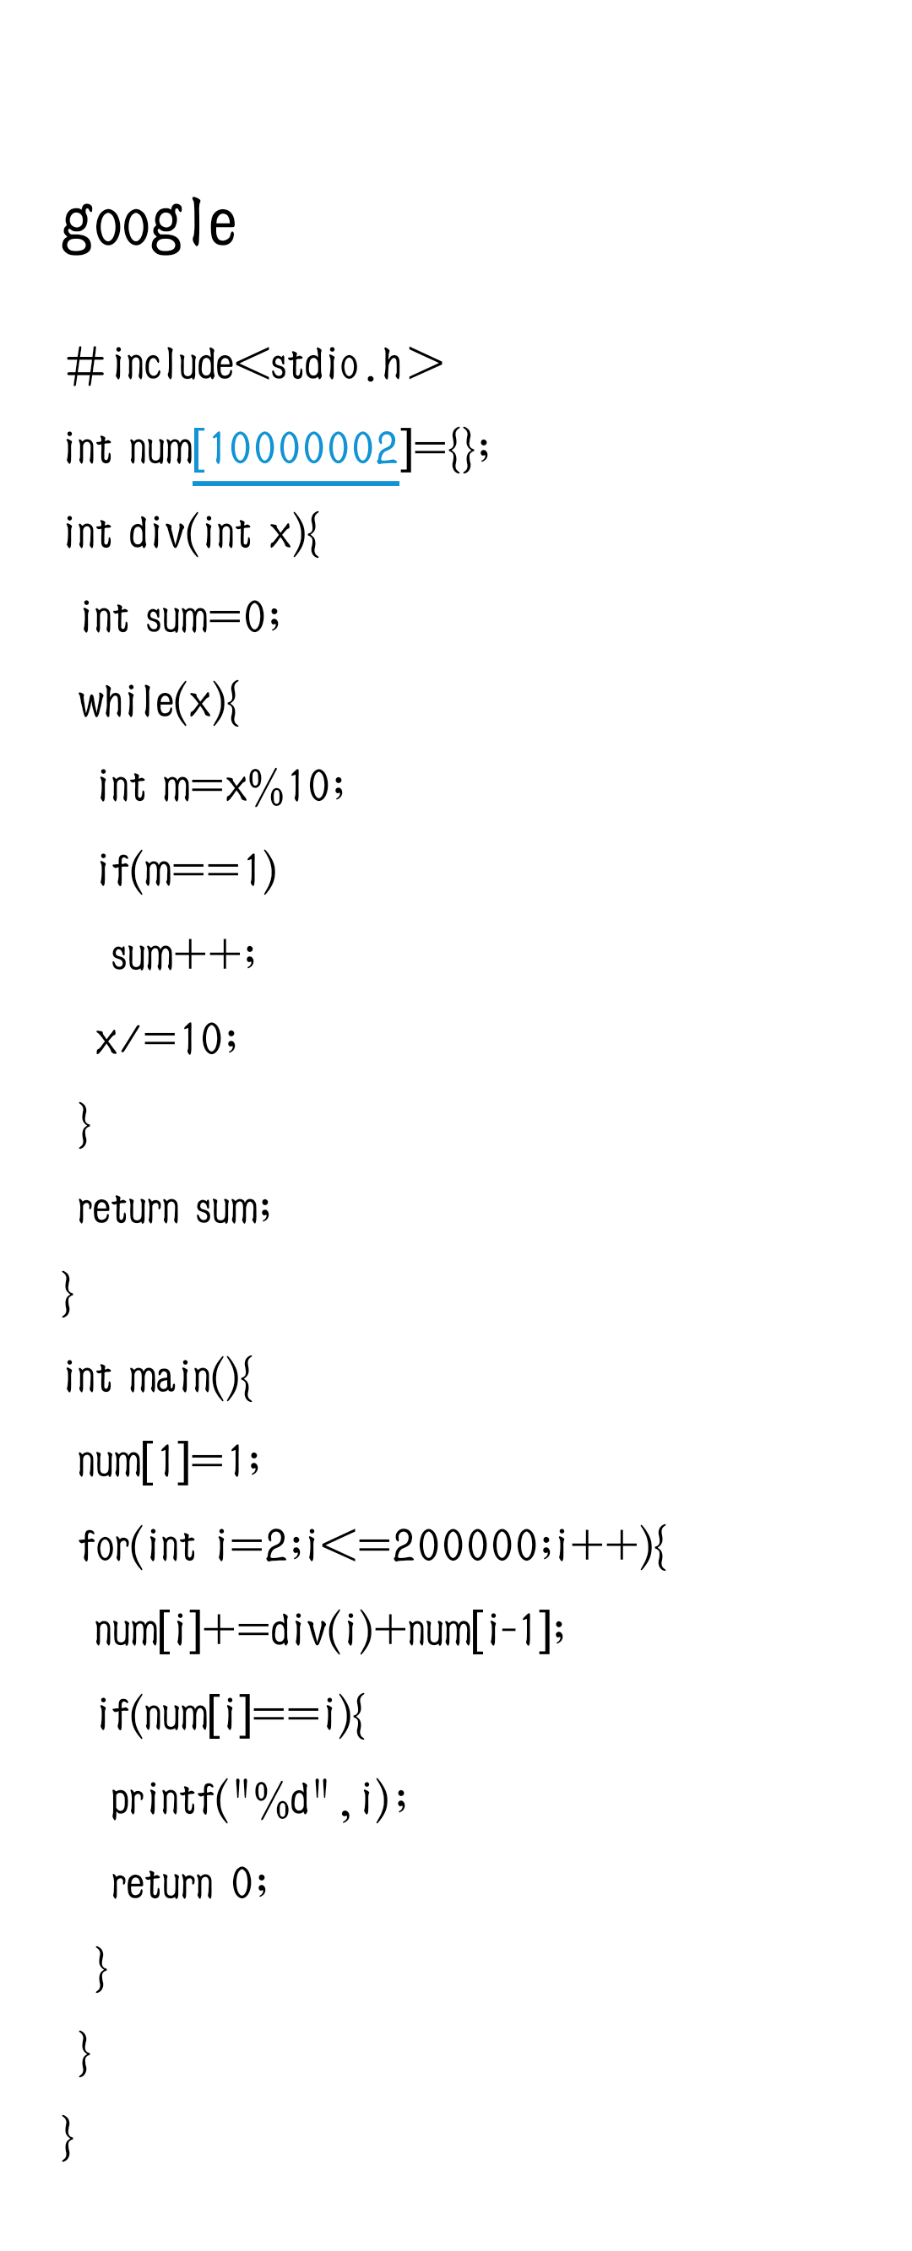 google
#include<stdio.h>
int num[10000002]={};
int div(int x){
 int sum=0;
 while(x){
  int m=x%10;
  if(m==1)
   sum++;
  x/=10;
 }
 return sum;
}
int main(){
 num[1]=1;
 for(int i=2;i<=200000;i++){
  num[i]+=div(i)+num[i-1];
  if(num[i]==i){
   printf("%d",i);
   return 0;
  }
 }
}